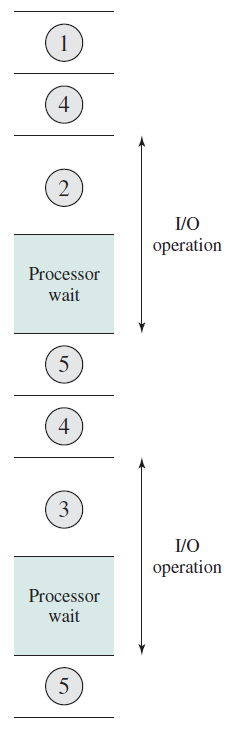 1
4
2
I/O
operation
Processor
wait
5
4
3
I/O
operation
Processor
wait
5